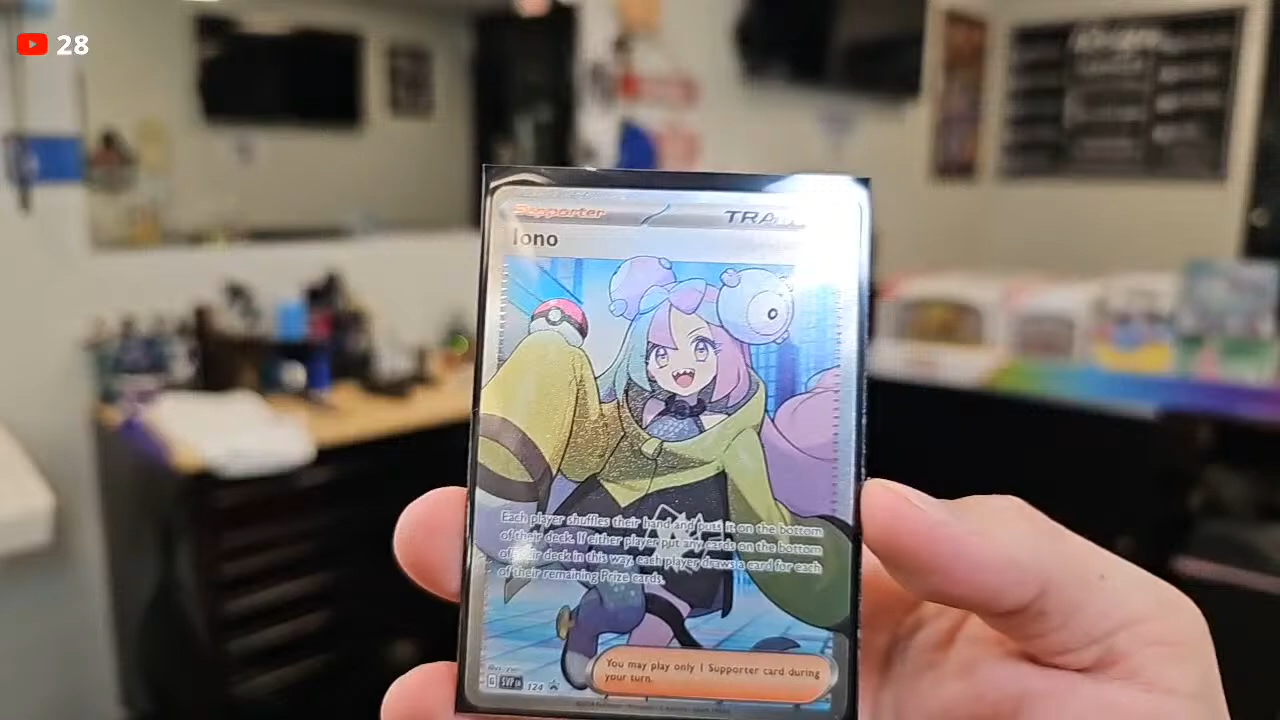 28
Supporter
TRA
Iono
Each player shuffles their hand and puts it on the bottom
of their deck. If either player put any cards on the bottom
of their deck in this way, each player draws a card for each
of their remaining Prize cards.
You may play only 1 Supporter card during
your turn.
G SVP EN 124